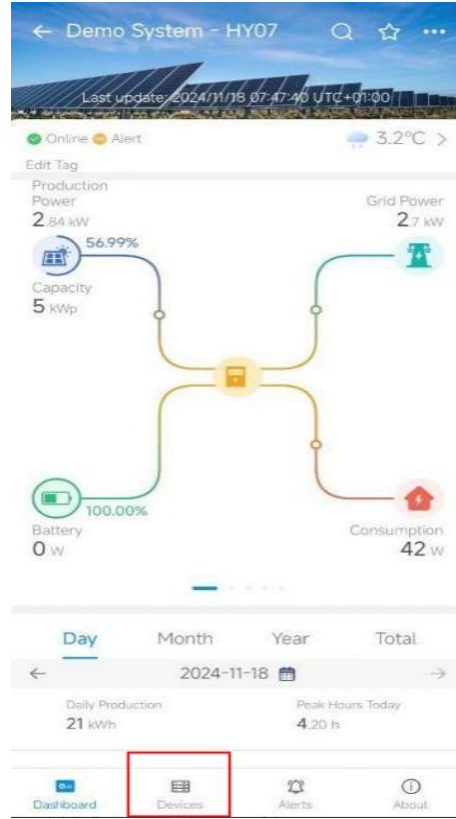 Demo System - HY07
Last update: 2024/11/18 07:47:40 UTC+01:00
Online Alert
3.2°C
Edit Tag
Production
Power
2.84 kW
Grid Power
2.7 kW
56.99%
Capacity
5 kWp
100.00%
Battery
0 W
Consumption
42 W
Day Month Year Total
2024-11-18
Daily Production
21 kWh
Peak Hours Today
4.20 h
Dashboard Devices Alerts About